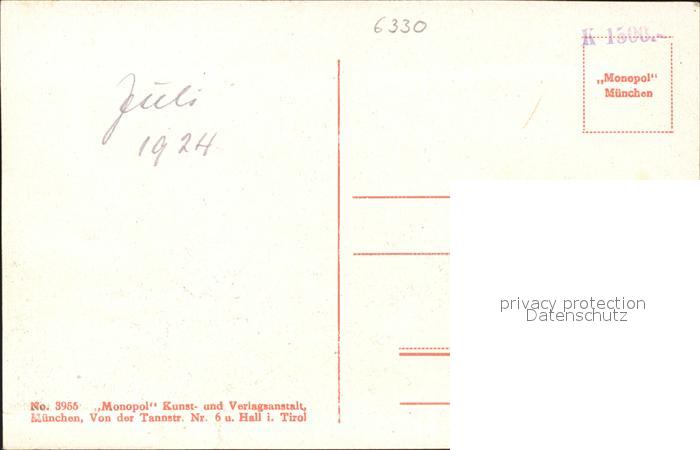 6330
K 1500.-
„Monopol"
München
Juli
1924
privacy protection
Datenschutz
No. 3955 „Monopol" Kunst- und Verlagsanstalt,
München, Von der Tannstr. Nr. 6 u. Hall i. Tirol